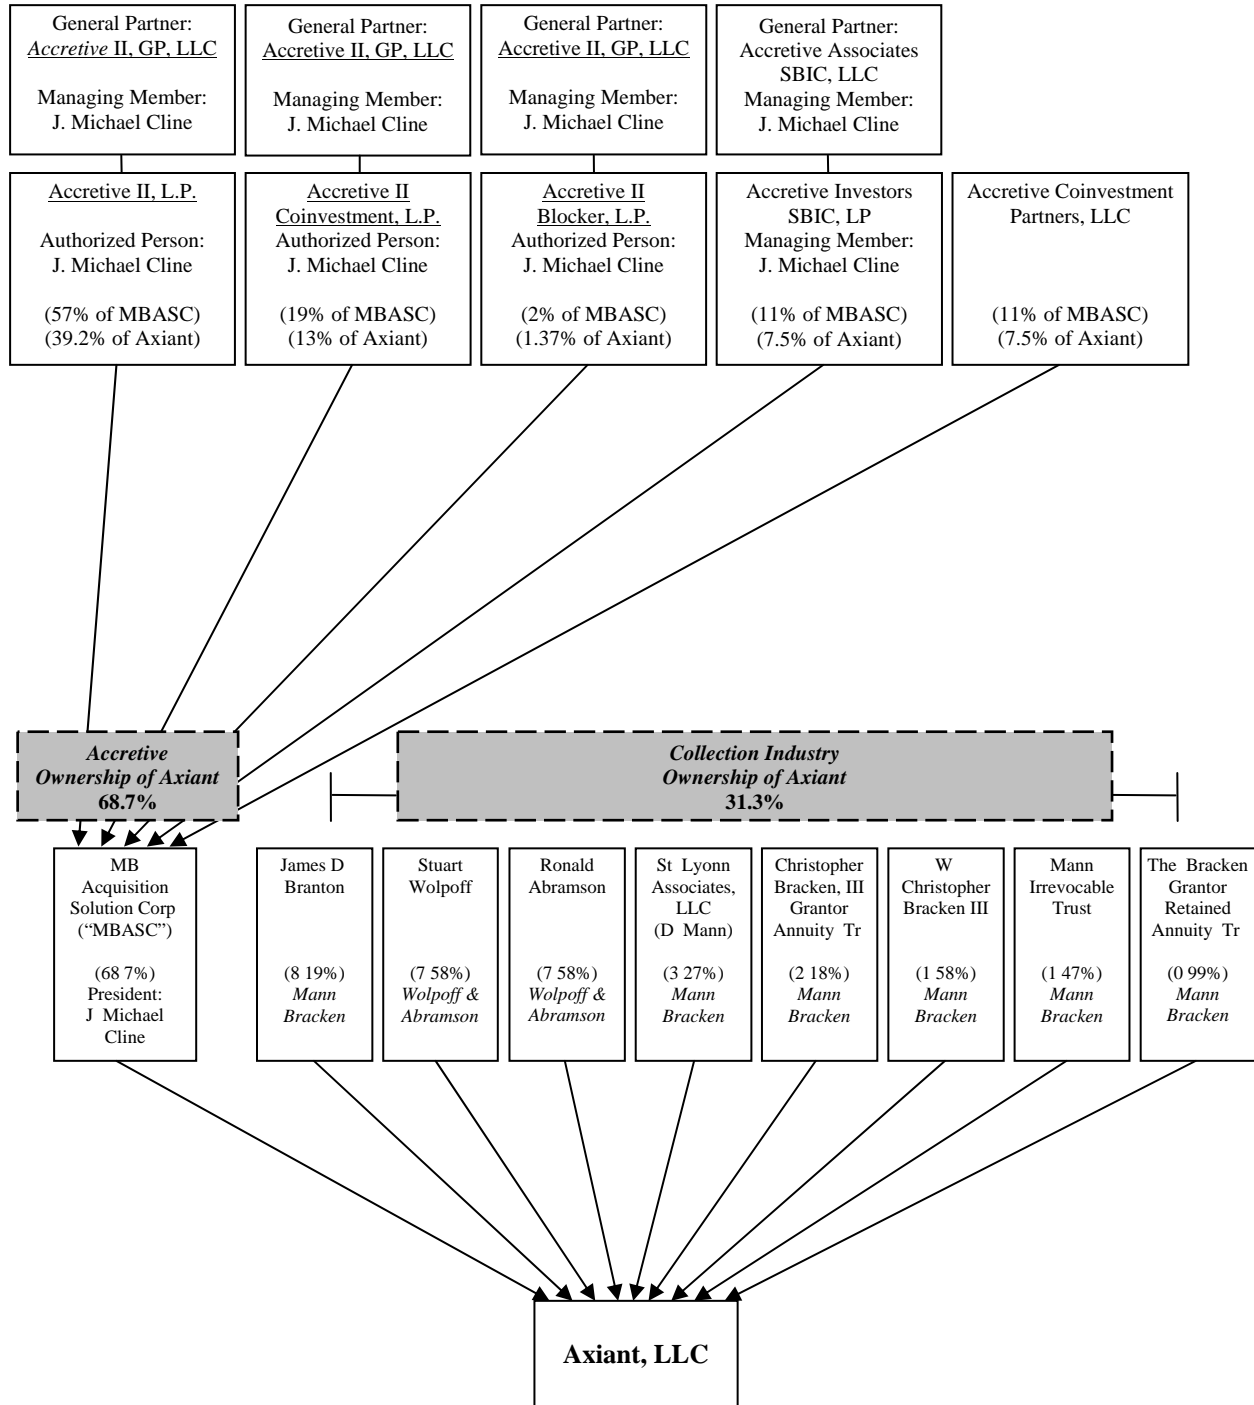 General Partner:
Accretive II, GP, LLC
Managing Member:
J. Michael Cline
General Partner:
Accretive II, GP, LLC
Managing Member:
J. Michael Cline
General Partner:
Accretive II, GP, LLC
Managing Member:
J. Michael Cline
General Partner:
Accretive Associates
SBIC, LLC
Managing Member:
J. Michael Cline
Accretive II, L.P.
Authorized Person:
J. Michael Cline
(57% of MBASC)
(39.2% of Axiant)
Accretive II
Coinvestment, L.P.
Authorized Person:
J. Michael Cline
(19% of MBASC)
(13% of Axiant)
Accretive II
Blocker, L.P.
Authorized Person:
J. Michael Cline
(2% of MBASC)
(1.37% of Axiant)
Accretive Investors
SBIC, LP
Managing Member:
J. Michael Cline
(11% of MBASC)
(7.5% of Axiant)
Accretive Coinvestment
Partners, LLC
(11% of MBASC)
(7.5% of Axiant)
Accretive
Ownership of Axiant
68.7%
Collection Industry
Ownership of Axiant
31.3%
MB
Acquisition
Solution Corp
(“MBASC”)
(68 7%)
President:
J Michael
Cline
James D
Branton
(8 19%)
Mann
Bracken
Stuart
Wolpoff
(7 58%)
Wolpoff &
Abramson
Ronald
Abramson
(7 58%)
Wolpoff &
Abramson
St Lyonn
Associates,
LLC
(D Mann)
(3 27%)
Mann
Bracken
Christopher
Bracken, III
Grantor
Annuity Tr
(2 18%)
Mann
Bracken
W
Christopher
Bracken III
(1 58%)
Mann
Bracken
Mann
Irrevocable
Trust
(1 47%)
Mann
Bracken
The Bracken
Grantor
Retained
Annuity Tr
(0 99%)
Mann
Bracken
Axiant, LLC